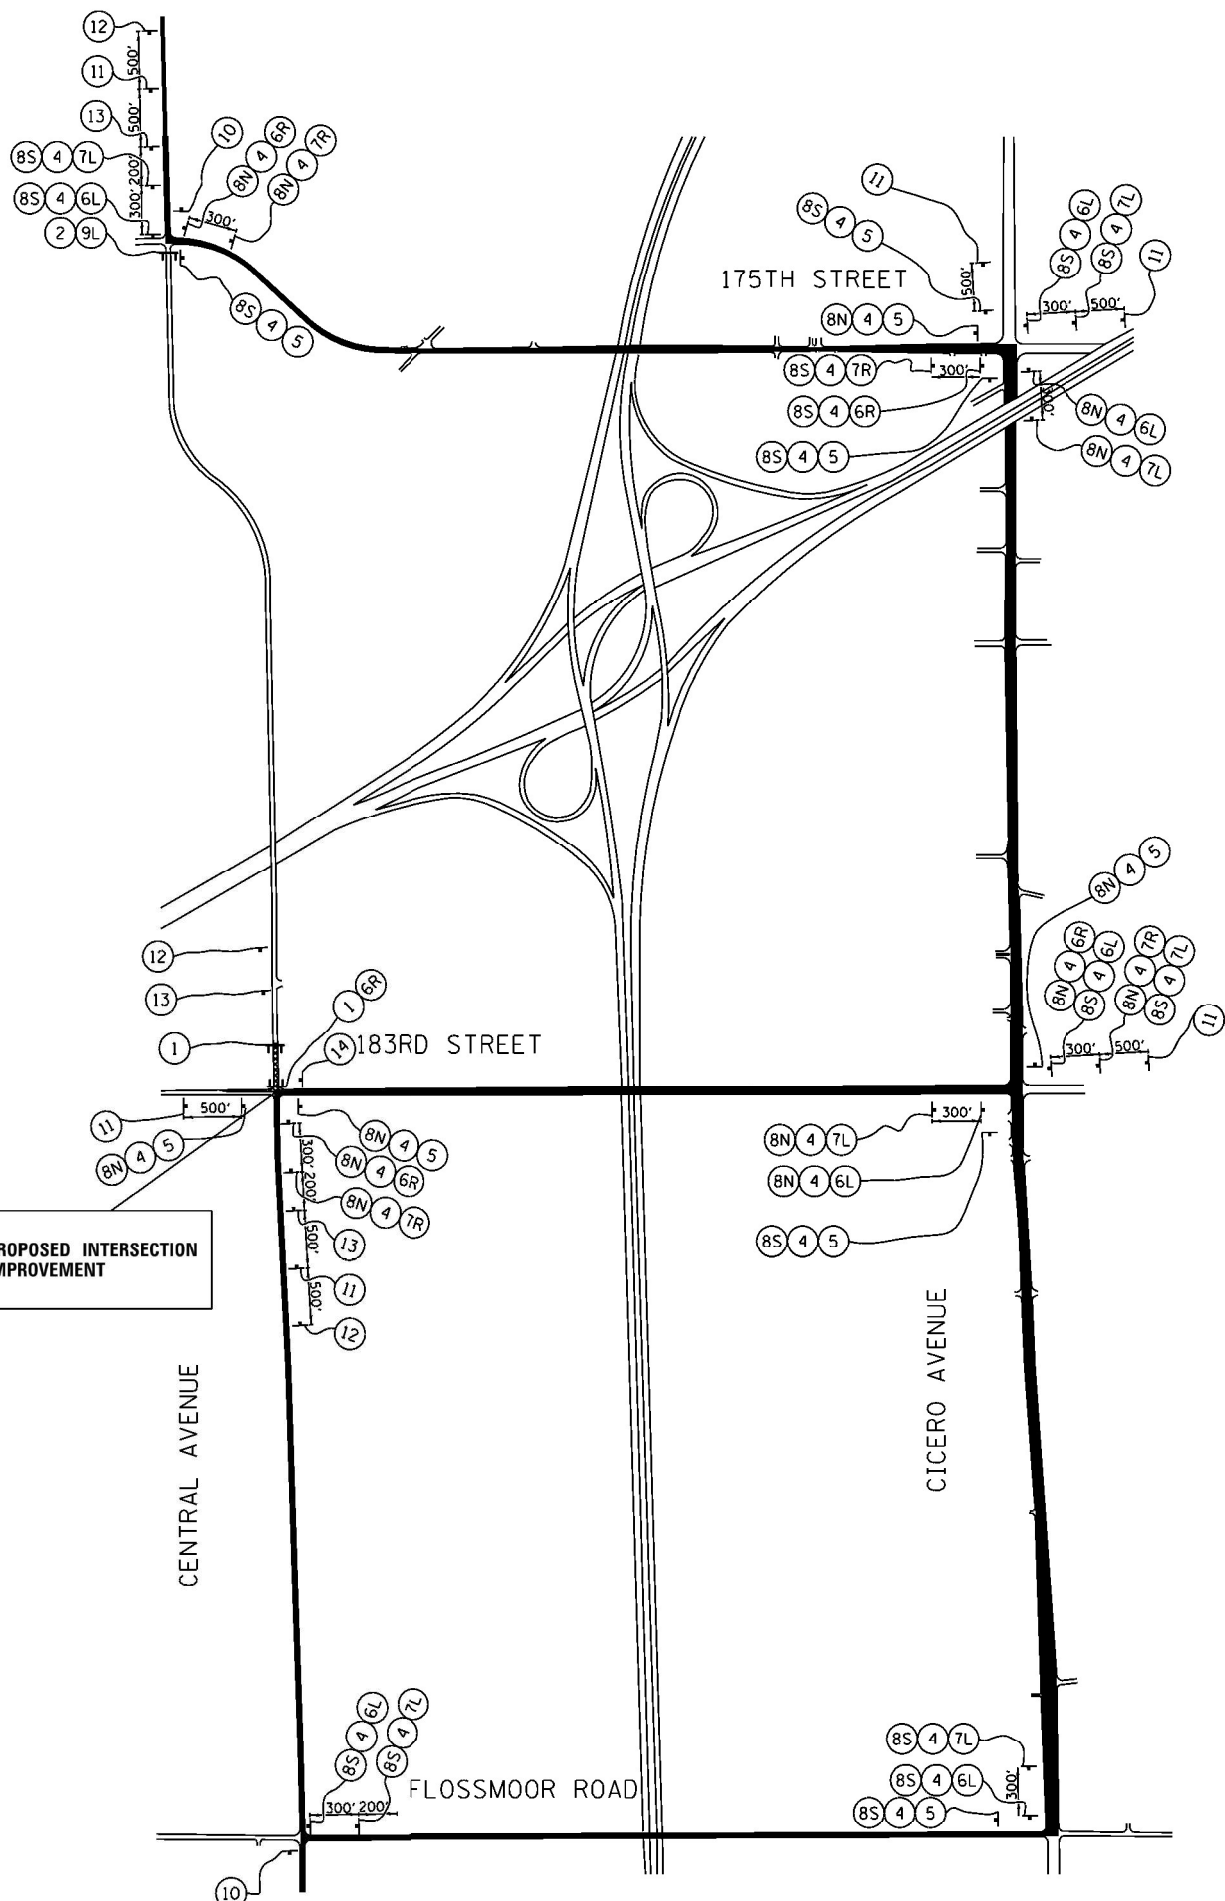 12
500'
11
500'
13
200'
8S 4 7L
300'
8S 4 6L
2 9L
10
8N 4 6R
8N 4 7R
300'
8S 4 5
11
8S 4 5
500'
175TH STREET
8N 4 5
8S 4 6L
8S 4 7L
11
300'
500'
8S 4 7R
300'
8S 4 6R
8S 4 5
8N 4 6L
8N 4 7L
12
13
1
1 6R
14
183RD STREET
500'
11
8N 4 5
8N 4 5
8N 4 6R
8N 4 7R
300'
200'
13
500'
11
500'
12
8N 4 5
8N 4 6R
8S 4 6L
8N 4 7R
8S 4 7L
11
300'
500'
300'
8N 4 7L
8N 4 6L
8S 4 5
ROPOSED INTERSECTION
MPROVEMENT
CENTRAL AVENUE
CICERO AVENUE
8S 4 6L
8S 4 7L
FLOSSMOOR ROAD
300'
200'
8S 4 7L
8S 4 6L
300'
8S 4 5
10